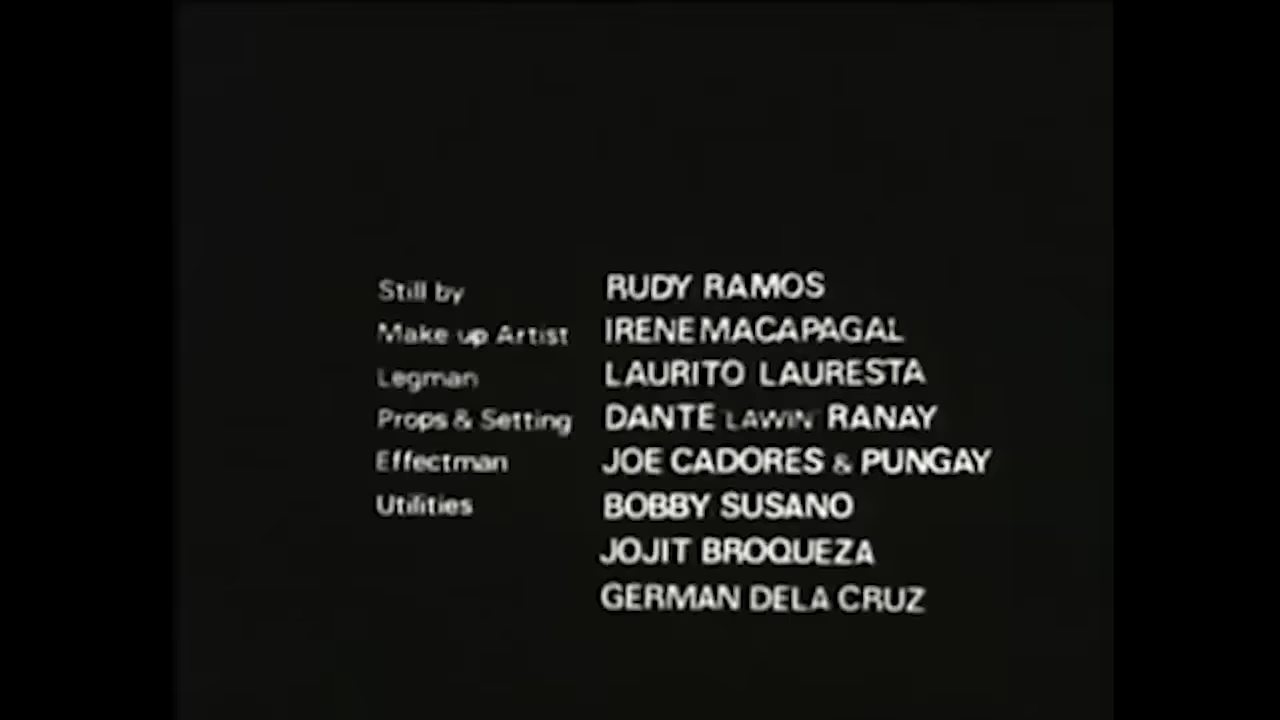 Still by RUDY RAMOS
Make up Artist IRENE MACAPAGAL
Legman LAURITO LAURESTA
Props & Setting DANTE "LAWIN" RANAY
Effectman JOE CADORES & PUNGAY
Utilities BOBBY SUSANO
JOJIT BROQUEZA
GERMAN DELA CRUZ